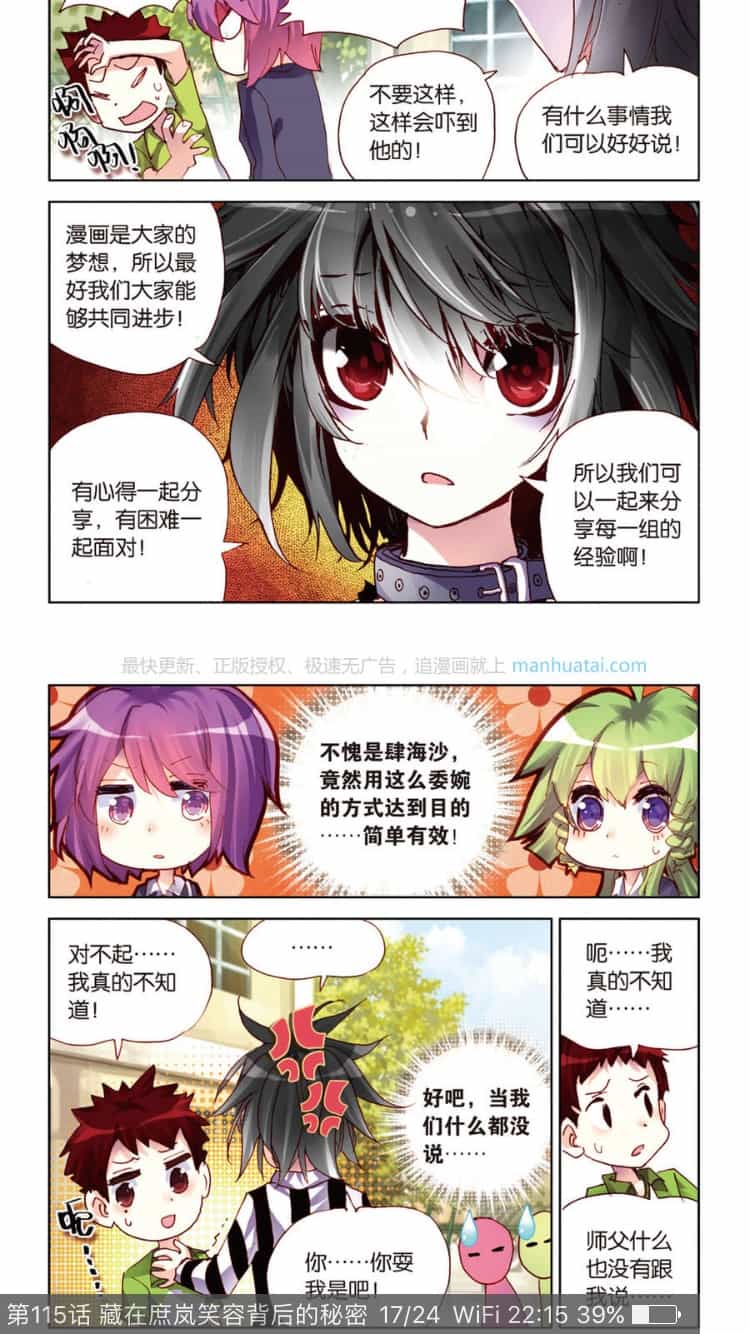 不要这样，
这样会吓到
他的！
有什么事情我
们可以好好说！
啊
啊
啊!
漫画是大家的
梦想，所以最
好我们大家能
够共同进步！
有心得一起分
享，有困难一
起面对！
所以我们可
以一起来分
享每一组的
经验啊！
最快更新、正版授权、极速无广告，追漫画就上 manhuatai.com
不愧是肆海沙，
竟然用这么委婉
的方式达到目的
……简单有效！
对不起……
我真的不知
道！
……
好吧，当我
们什么都没
说……
呃……
你……你耍
我是吧！
呃……我
真的不知
道……
师父什么
也没有跟
我说……
第115话 藏在庶岚笑容背后的秘密 17/24 WiFi 22:15 39%